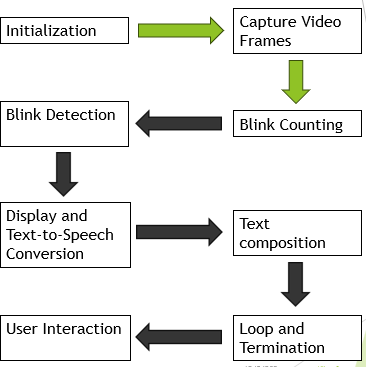 Initialization
Capture Video
Frames
Blink Detection
Blink Counting
Display and
Text-to-Speech
Conversion
Text
composition
User Interaction
Loop and
Termination